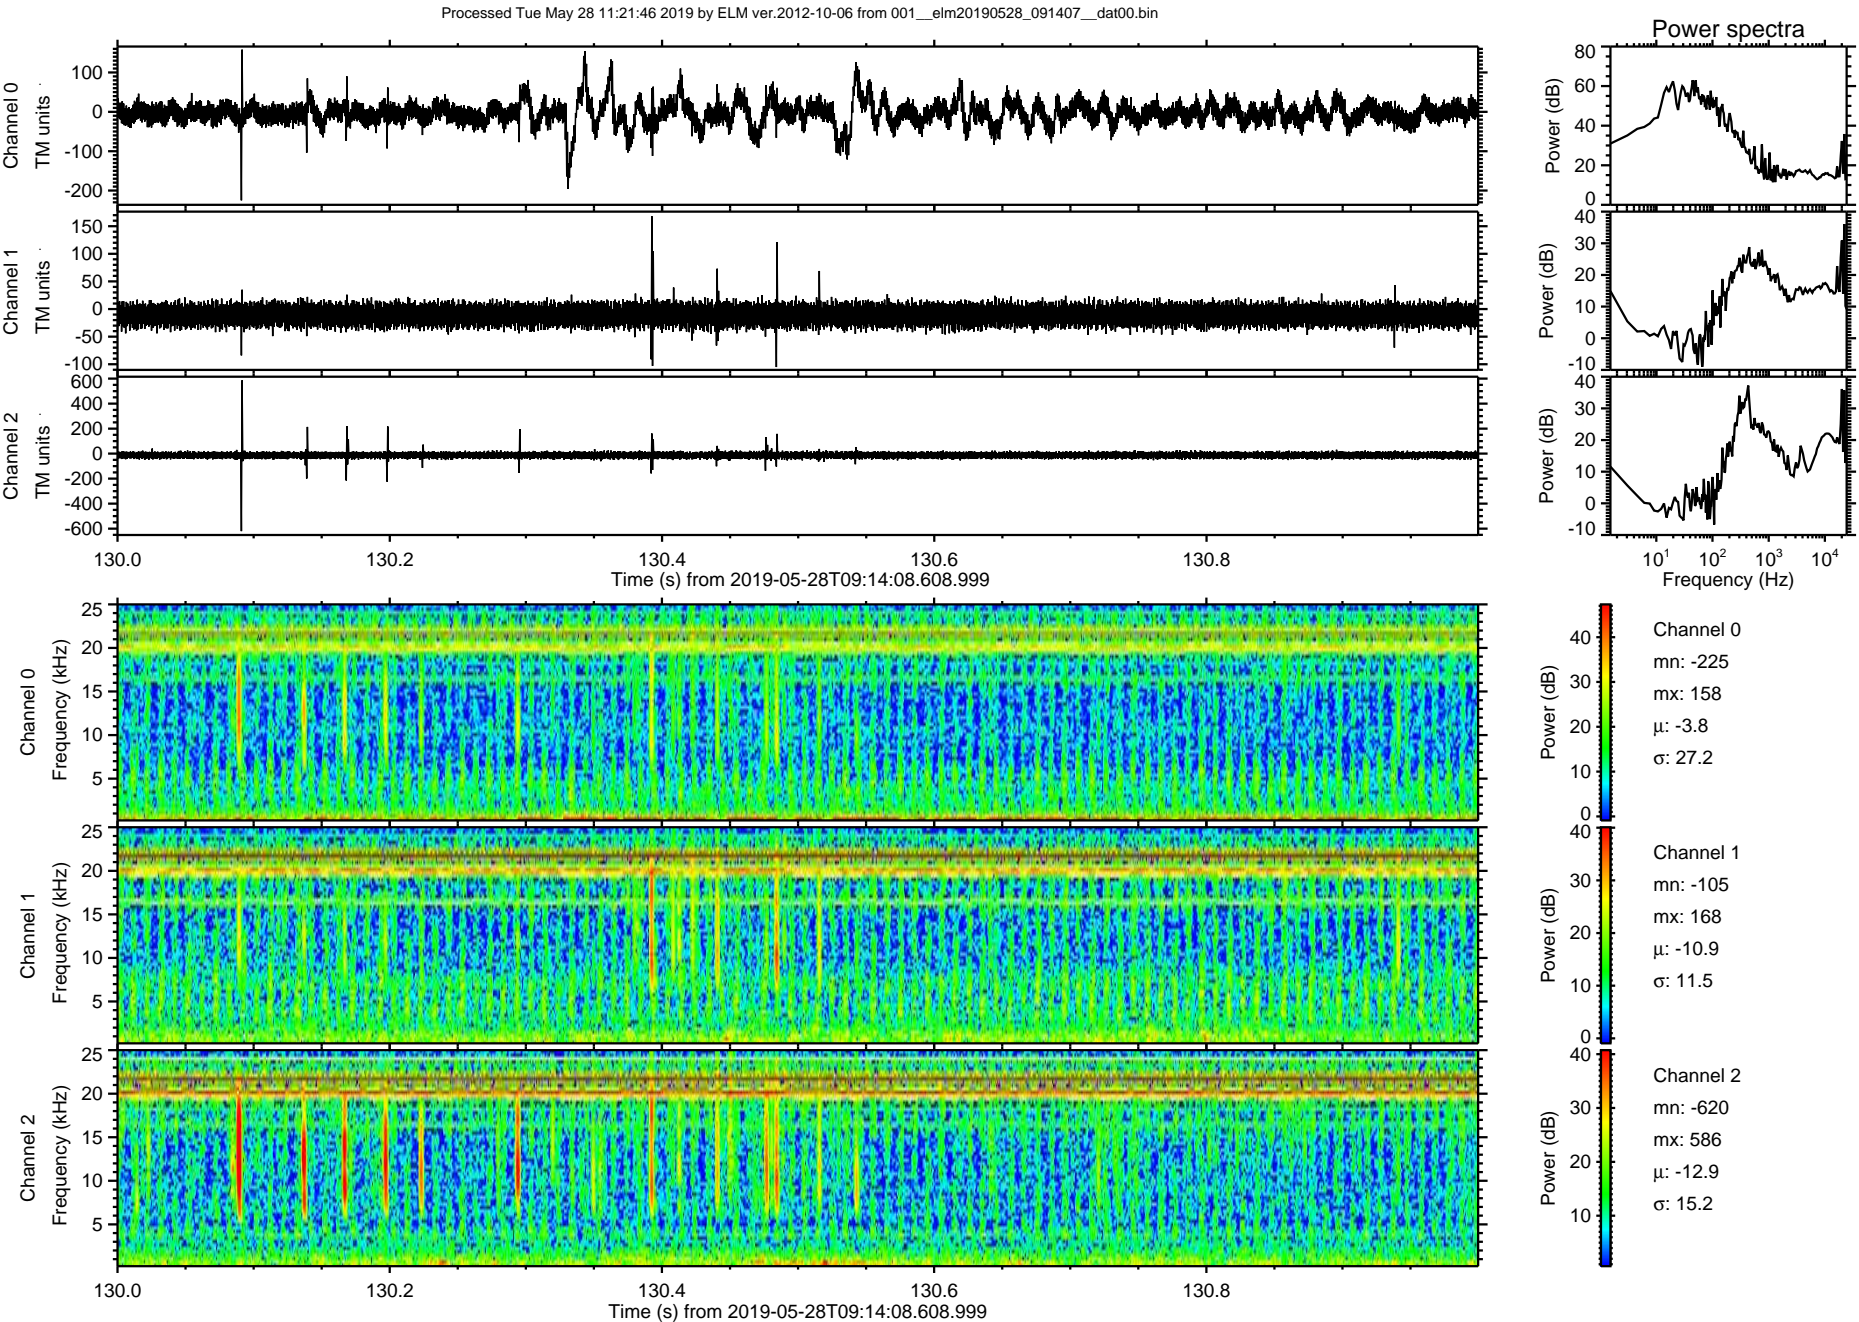 Processed Tue May 28 11:21:46 2019 by ELM ver.2012-10-06 from 001__elm20190528_091407__dat00.bin
Power spectra
Channel 0
TM units
100
0
-100
-200
Power (dB)
80
60
40
20
0
Channel 1
TM units
150
100
50
0
-50
-100
Power (dB)
40
30
20
10
0
-10
Channel 2
TM units
600
400
200
0
-200
-400
-600
Power (dB)
40
30
20
10
0
-10
130.0 130.2 130.4 130.6 130.8
Time (s) from 2019-05-28T09:14:08.608.999
10¹ 10² 10³ 10⁴
Frequency (Hz)
Channel 0
Frequency (kHz)
25
20
15
10
5
Power (dB)
40
30
20
10
0
Channel 0
mn: -225
mx: 158
µ: -3.8
σ: 27.2
Channel 1
Frequency (kHz)
25
20
15
10
5
Power (dB)
40
30
20
10
0
Channel 1
mn: -105
mx: 168
µ: -10.9
σ: 11.5
Channel 2
Frequency (kHz)
25
20
15
10
5
Power (dB)
40
30
20
10
Channel 2
mn: -620
mx: 586
µ: -12.9
σ: 15.2
130.0 130.2 130.4 130.6 130.8
Time (s) from 2019-05-28T09:14:08.608.999